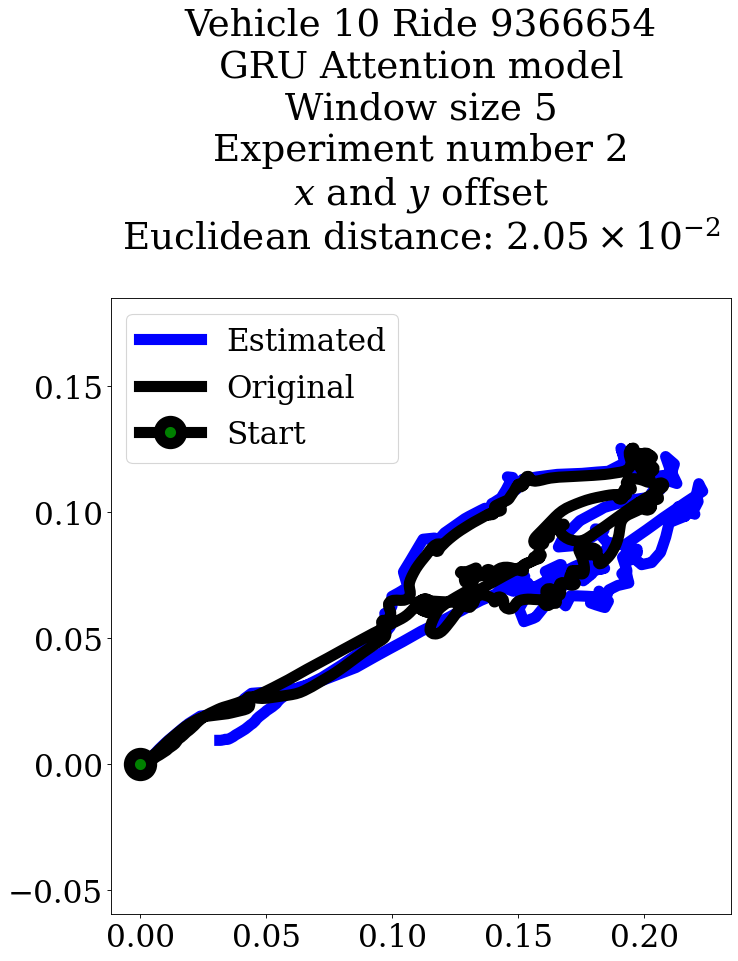 Vehicle 10 Ride 9366654
GRU Attention model
Window size 5
Experiment number 2
x and y offset
Euclidean distance: 2.05 × 10⁻²
Estimated
Original
Start
0.15
0.10
0.05
0.00
−0.05
0.00 0.05 0.10 0.15 0.20